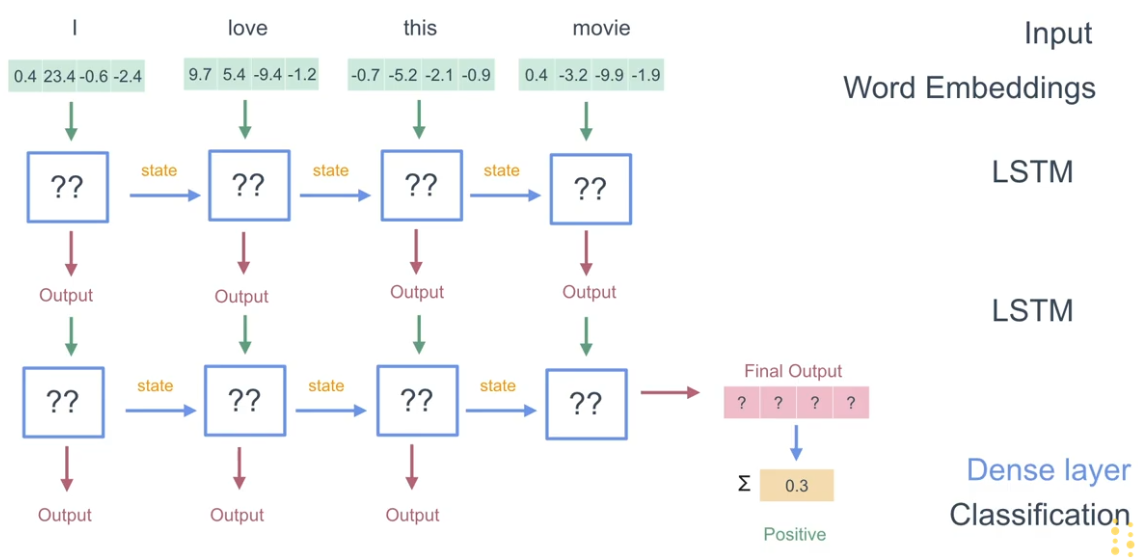 I love this movie Input
0.4 23.4 -0.6 -2.4 9.7 5.4 -9.4 -1.2 -0.7 -5.2 -2.1 -0.9 0.4 -3.2 -9.9 -1.9 Word Embeddings
state state state
?? ?? ?? ?? LSTM
Output Output Output Output
LSTM
Final Output
state state state
?? ?? ?? ?? ? ? ? ?
Dense layer
Σ 0.3
Output Output Output Classification
Positive